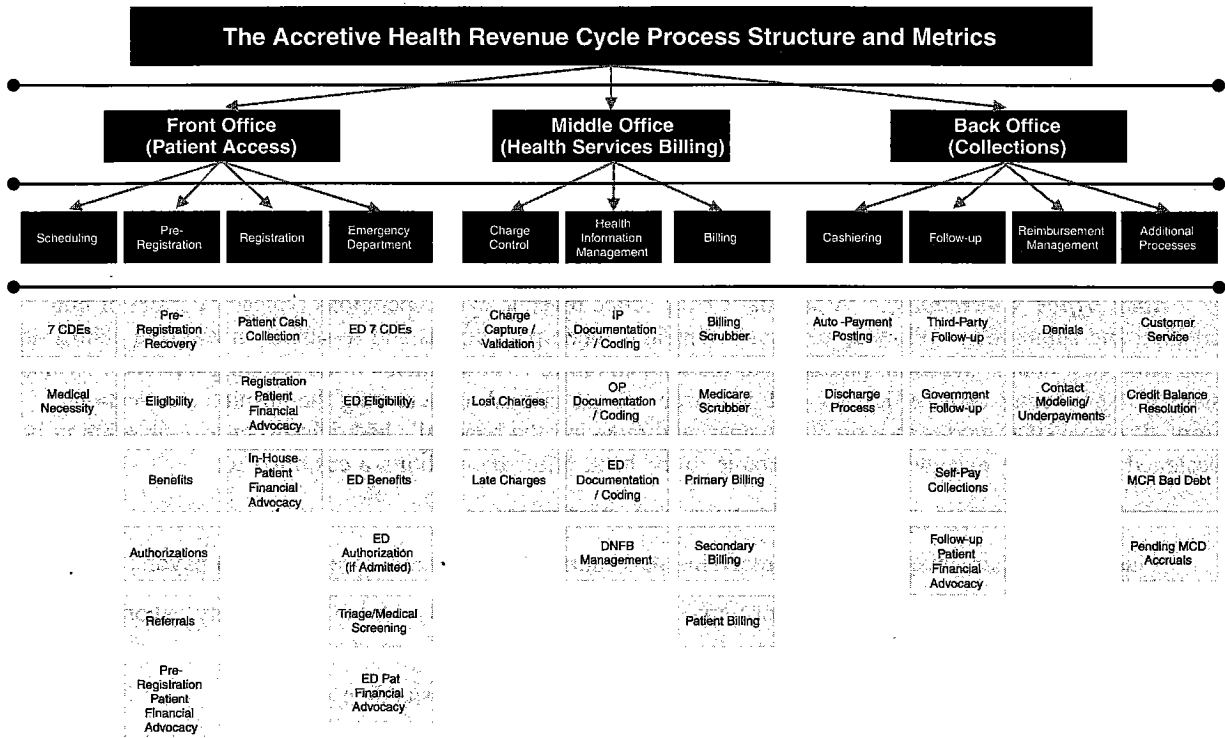 The Accretive Health Revenue Cycle Process Structure and Metrics
Front Office
(Patient Access)
Middle Office
(Health Services Billing)
Back Office
(Collections)
Scheduling
Pre-
Registration
Registration
Emergency
Department
Charge
Control
Health
Information
Management
Billing
Cashiering
Follow-up
Reimbursement
Management
Additional
Processes
7 CDEs
Medical
Necessity
Pre-
Registration
Recovery
Eligibility
Benefits
Authorizations
Referrals
Pre-
Registration
Patient
Financial
Advocacy
Patient Cash
Collection
Registration
Patient
Financial
Advocacy
In-House
Patient
Financial
Advocacy
ED 7 CDEs
ED Eligibility
ED Benefits
ED
Authorization
(if Admitted)
Triage/Medical
Screening
ED Pat
Financial
Advocacy
Charge
Capture /
Validation
Lost Charges
Late Charges
IP
Documentation
/ Coding
OP
Documentation
/ Coding
ED
Documentation
/ Coding
DNFB
Management
Billing
Scrubber
Medicare
Scrubber
Primary Billing
Secondary
Billing
Patient Billing
Auto -Payment
Posting
Discharge
Process
Third-Party
Follow-up
Government
Follow-up
Self-Pay
Collections
Follow-up
Patient
Financial
Advocacy
Denials
Contact
Modeling/
Underpayments
Customer
Service
Credit Balance
Resolution
MCR Bad Debt
Pending MCD
Accruals